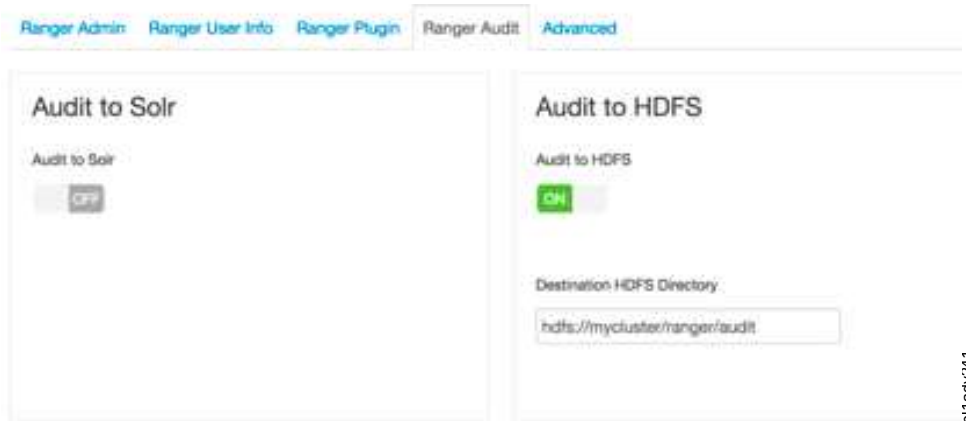 Ranger Admin Ranger User Info Ranger Plugin Ranger Audit Advanced
Audit to Solr
Audit to Solr
OFF
Audit to HDFS
Audit to HDFS
ON
Destination HDFS Directory
hdfs://mycluster/ranger/audit